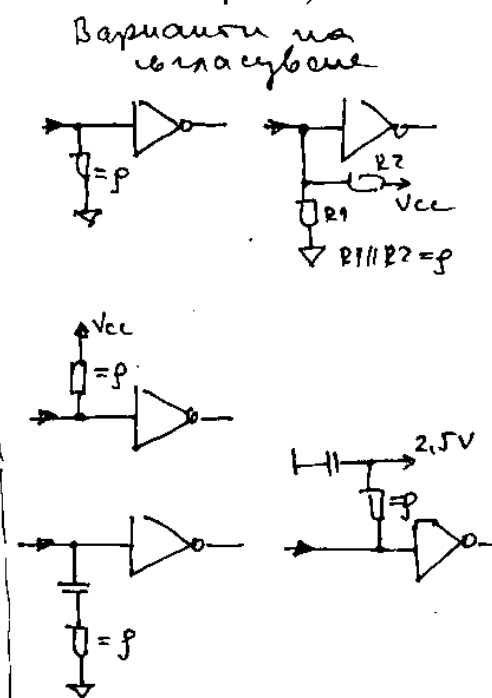 Варианти на
съгласуване
=ρ
R2
Vcc
R1
R1//R2=ρ
Vcc
=ρ
2,5V
=ρ
=ρ